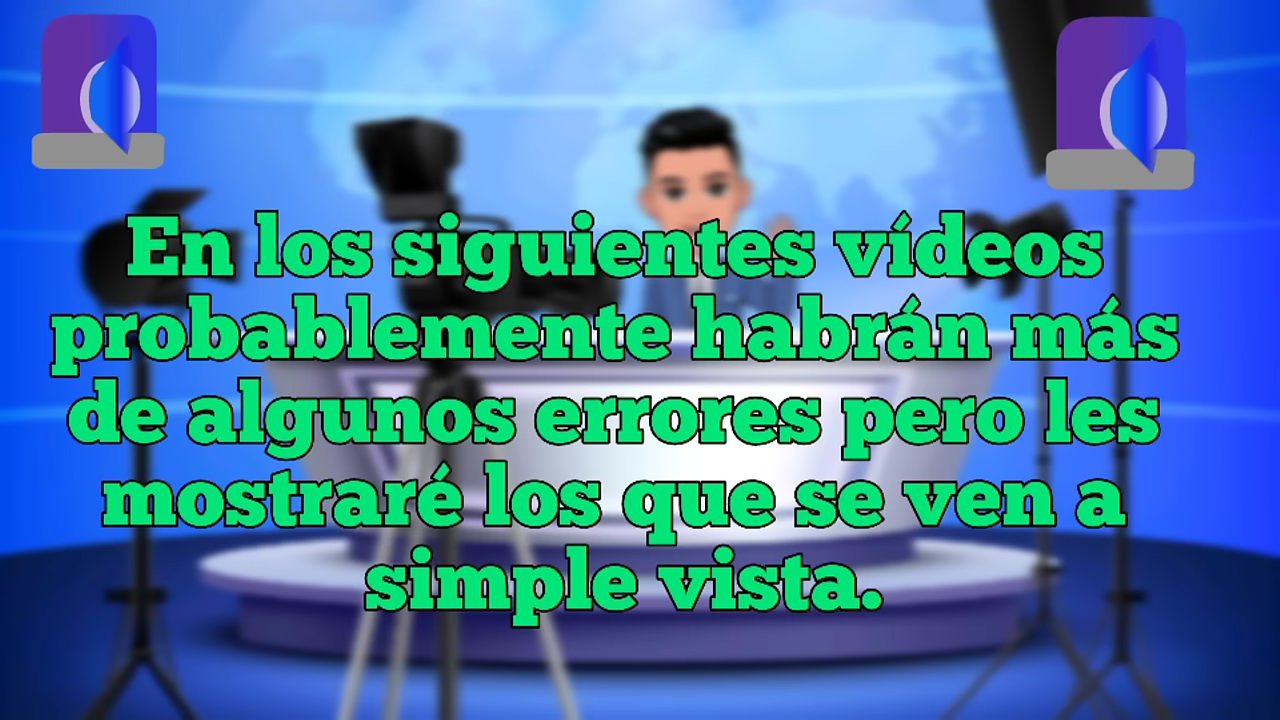 En los siguientes vídeos
probablemente habrán más
de algunos errores pero les
mostraré los que se ven a
simple vista.